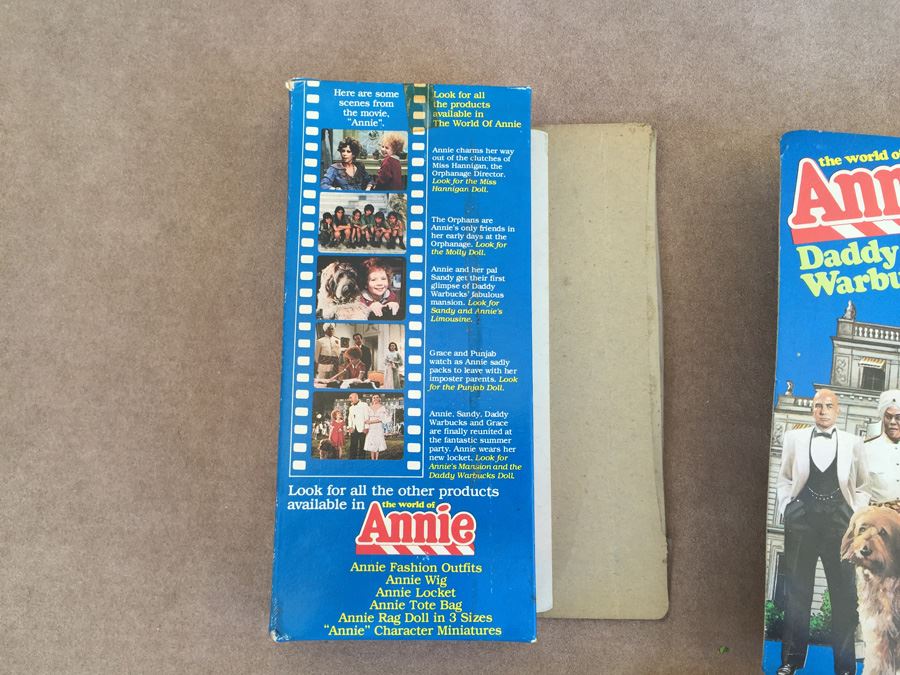 Here are some
scenes from
the movie,
"Annie".
Look for all
the products
available in
The World Of Annie
Annie charms her way
out of the clutches of
Miss Hannigan, the
Orphanage Director.
Look for the Miss
Hannigan Doll.
The Orphans are
Annie's only friends in
her early days at the
Orphanage. Look for
the Molly Doll.
Annie and her pal
Sandy get their first
glimpse of Daddy
Warbucks' fabulous
mansion. Look for
Sandy and Annie's
Limousine.
Grace and Punjab
watch as Annie sadly
packs to leave with her
imposter parents. Look
for the Punjab Doll.
Annie, Sandy, Daddy
Warbucks and Grace
are finally reunited at
the fantastic summer
party. Annie wears her
new locket. Look for
Annie's Mansion and the
Daddy Warbucks Doll.
Look for all the other products
available in the world of
Annie
Annie Fashion Outfits
Annie Wig
Annie Locket
Annie Tote Bag
Annie Rag Doll in 3 Sizes
"Annie" Character Miniatures
the world of
Ann
Daddy
Warbu